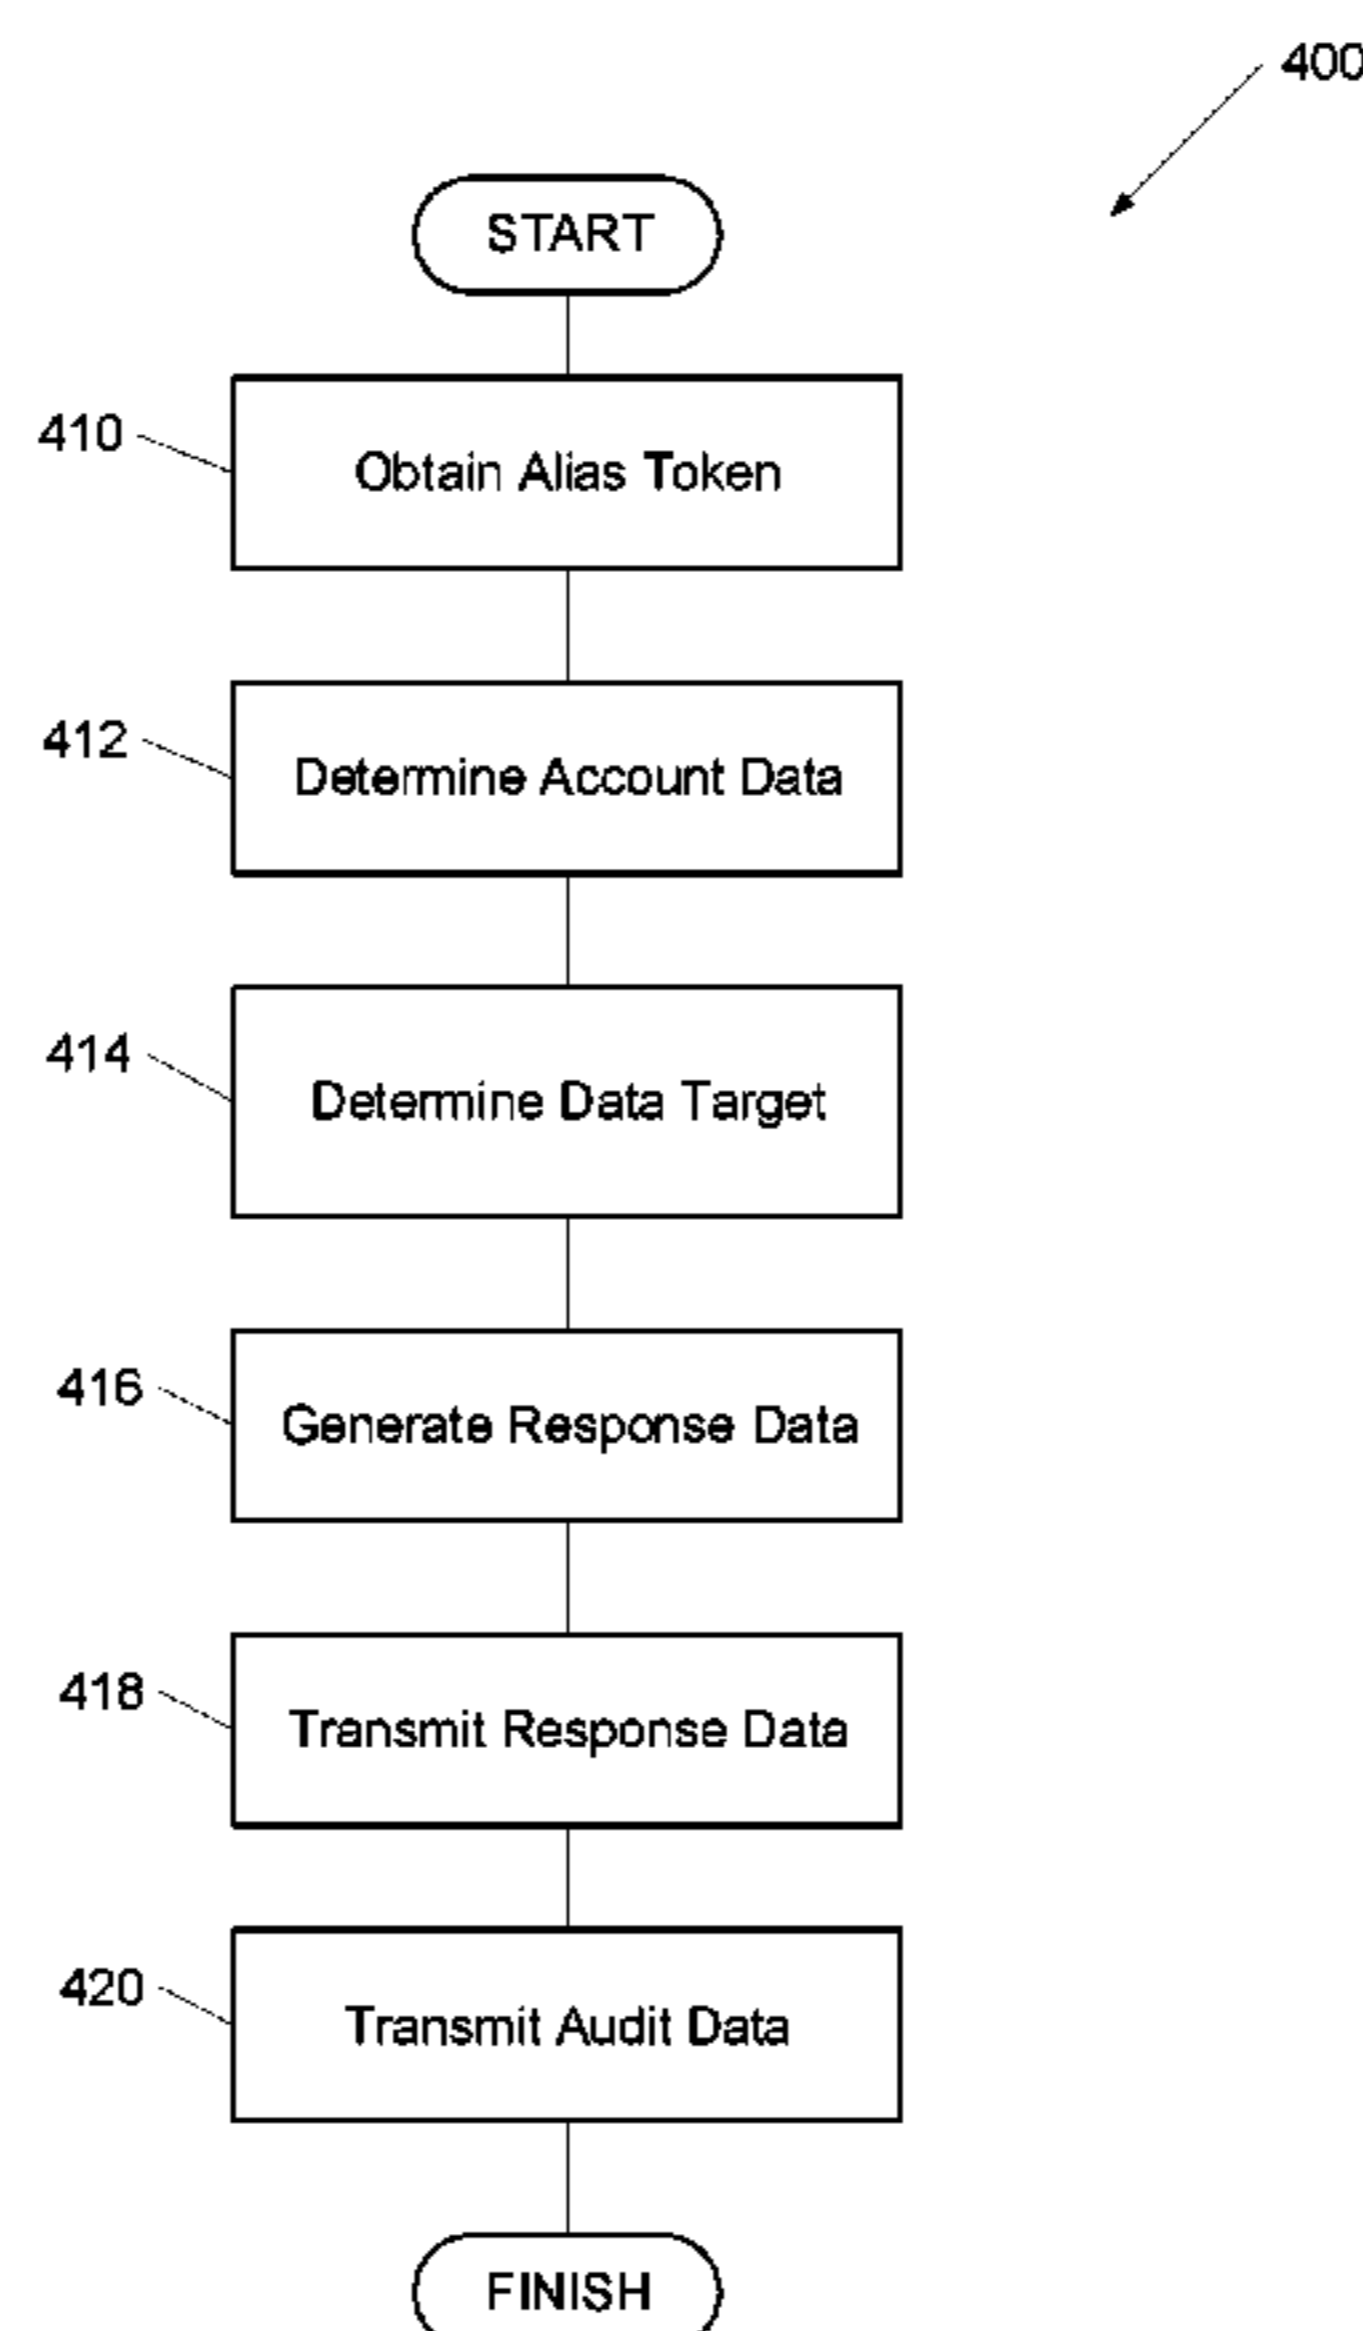 400
START
410
Obtain Alias Token
412
Determine Account Data
414
Determine Data Target
416
Generate Response Data
418
Transmit Response Data
420
Transmit Audit Data
FINISH